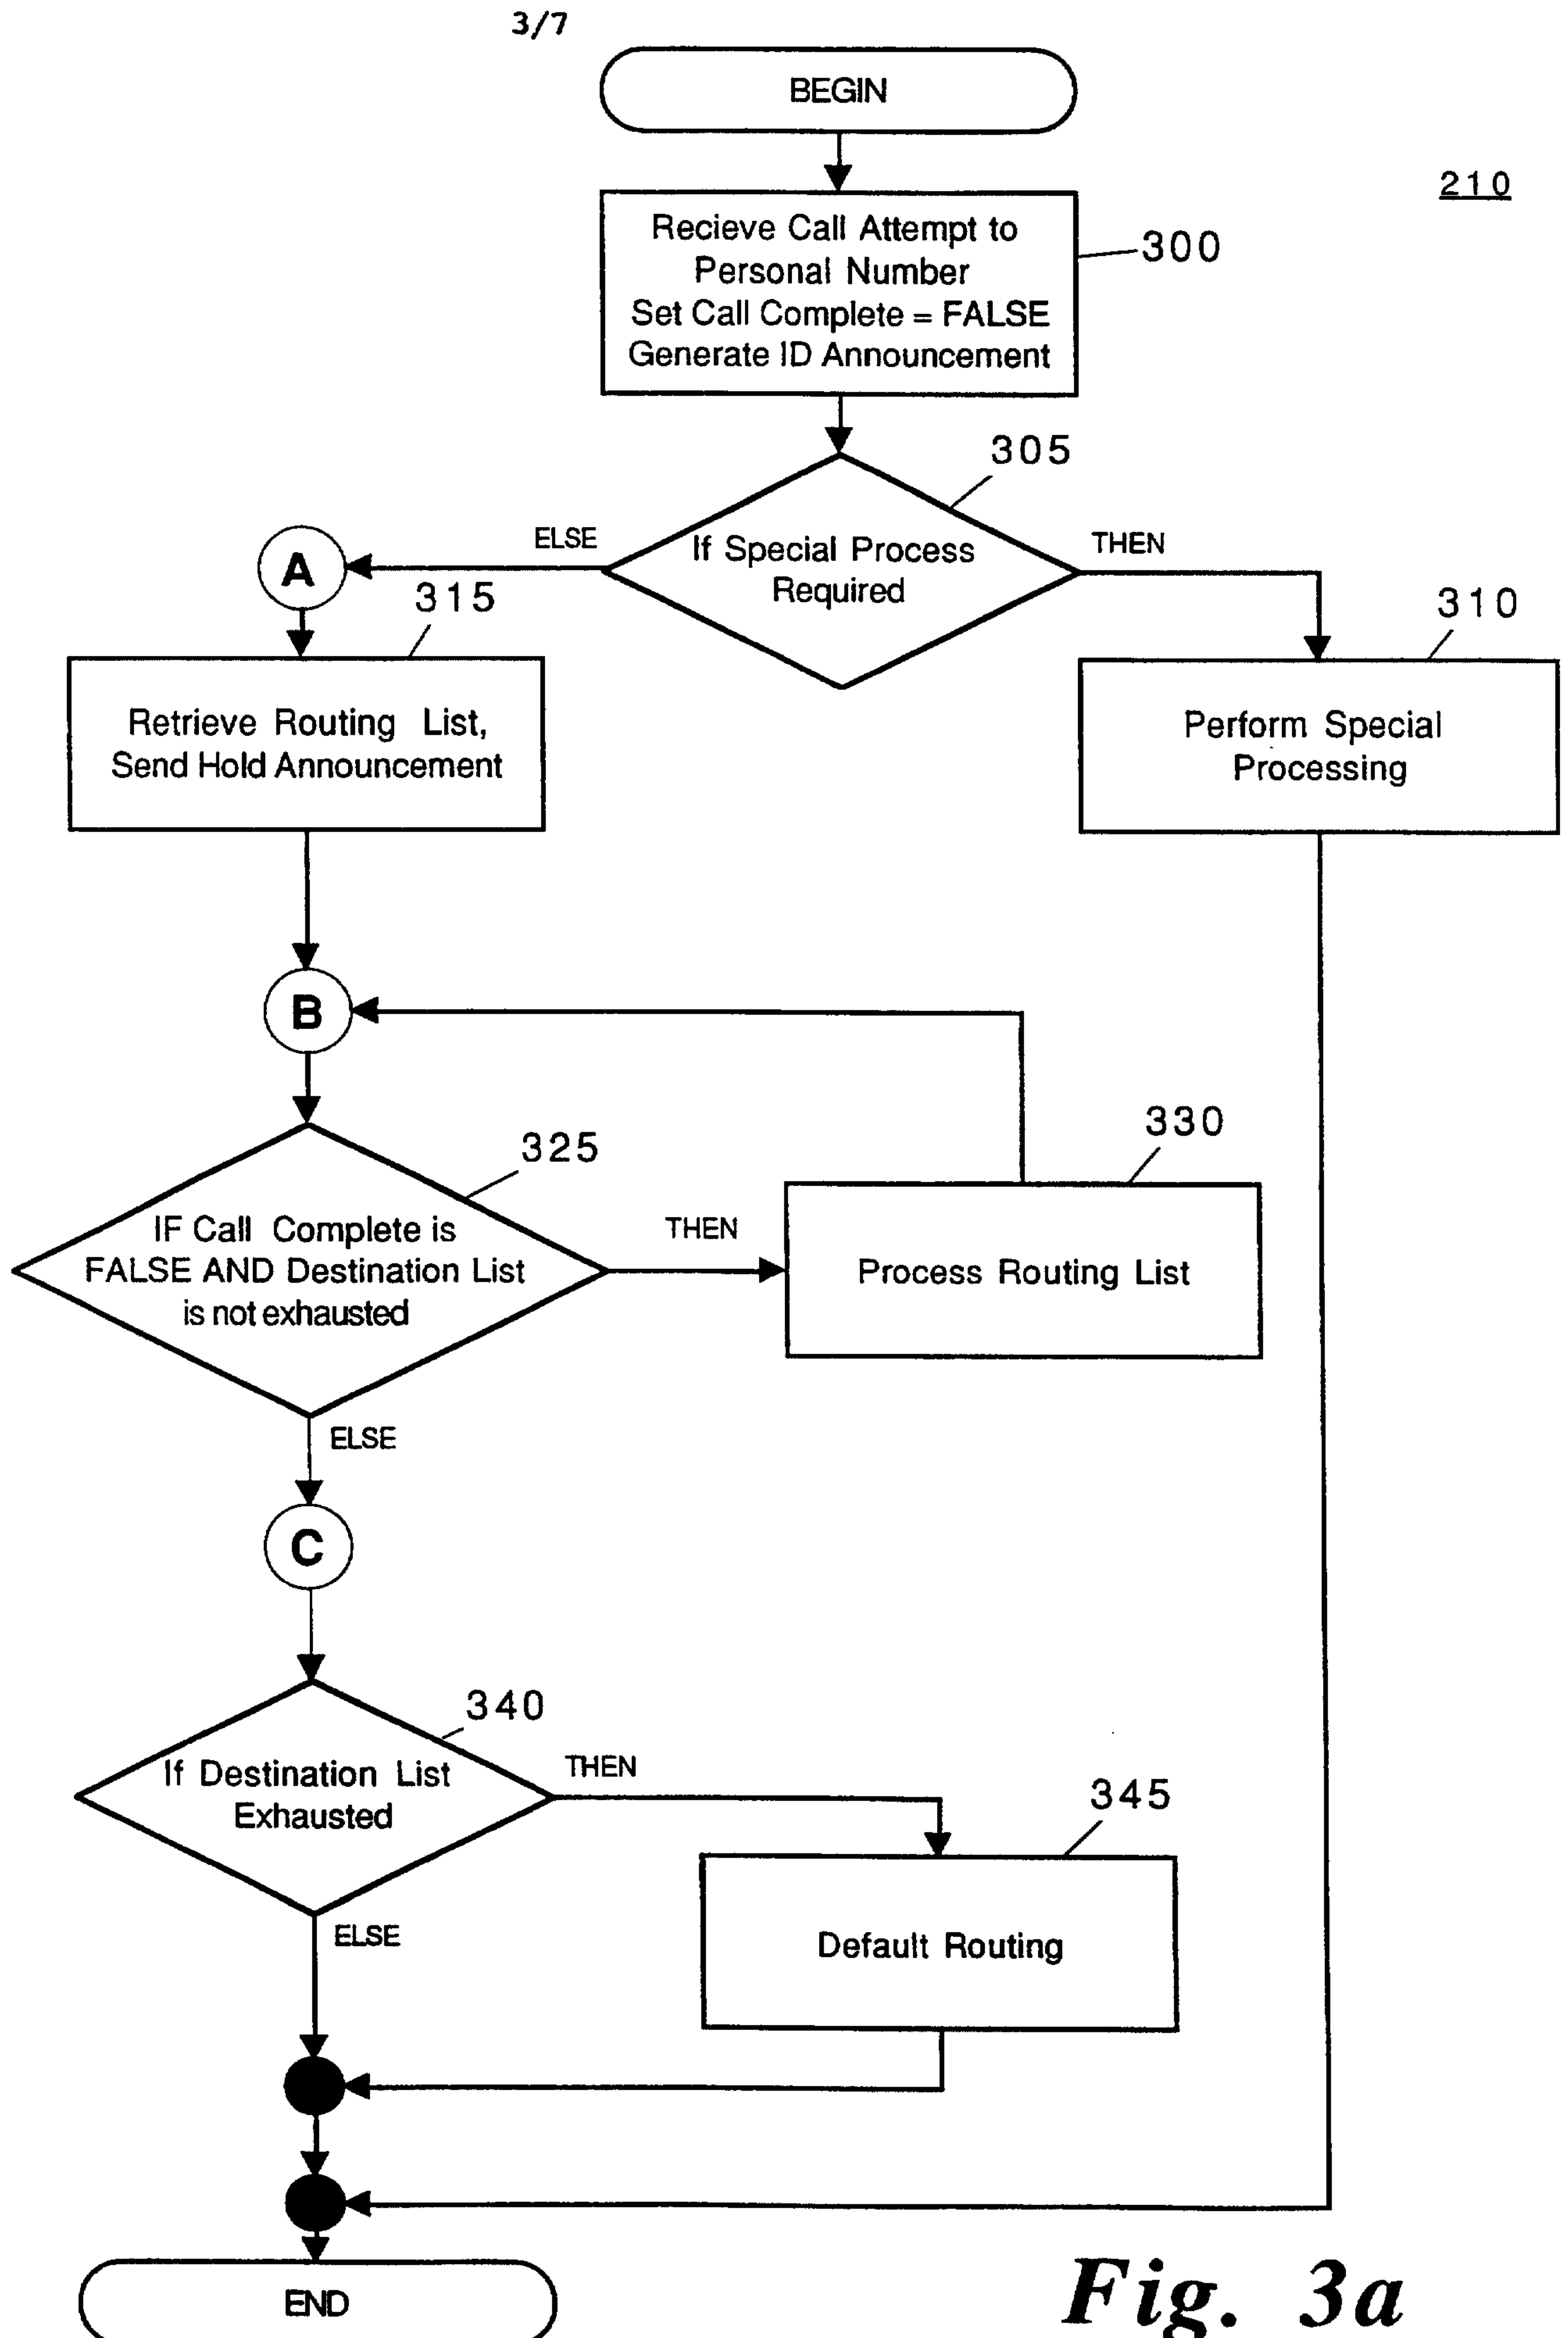 3/7
BEGIN
210
Recieve Call Attempt to
Personal Number
Set Call Complete = FALSE
Generate ID Announcement
300
305
If Special Process
Required
ELSE
THEN
A
315
310
Retrieve Routing List,
Send Hold Announcement
Perform Special
Processing
B
325
330
IF Call Complete is
FALSE AND Destination List
is not exhausted
THEN
Process Routing List
ELSE
C
340
If Destination List
Exhausted
THEN
345
Default Routing
ELSE
END
Fig. 3a